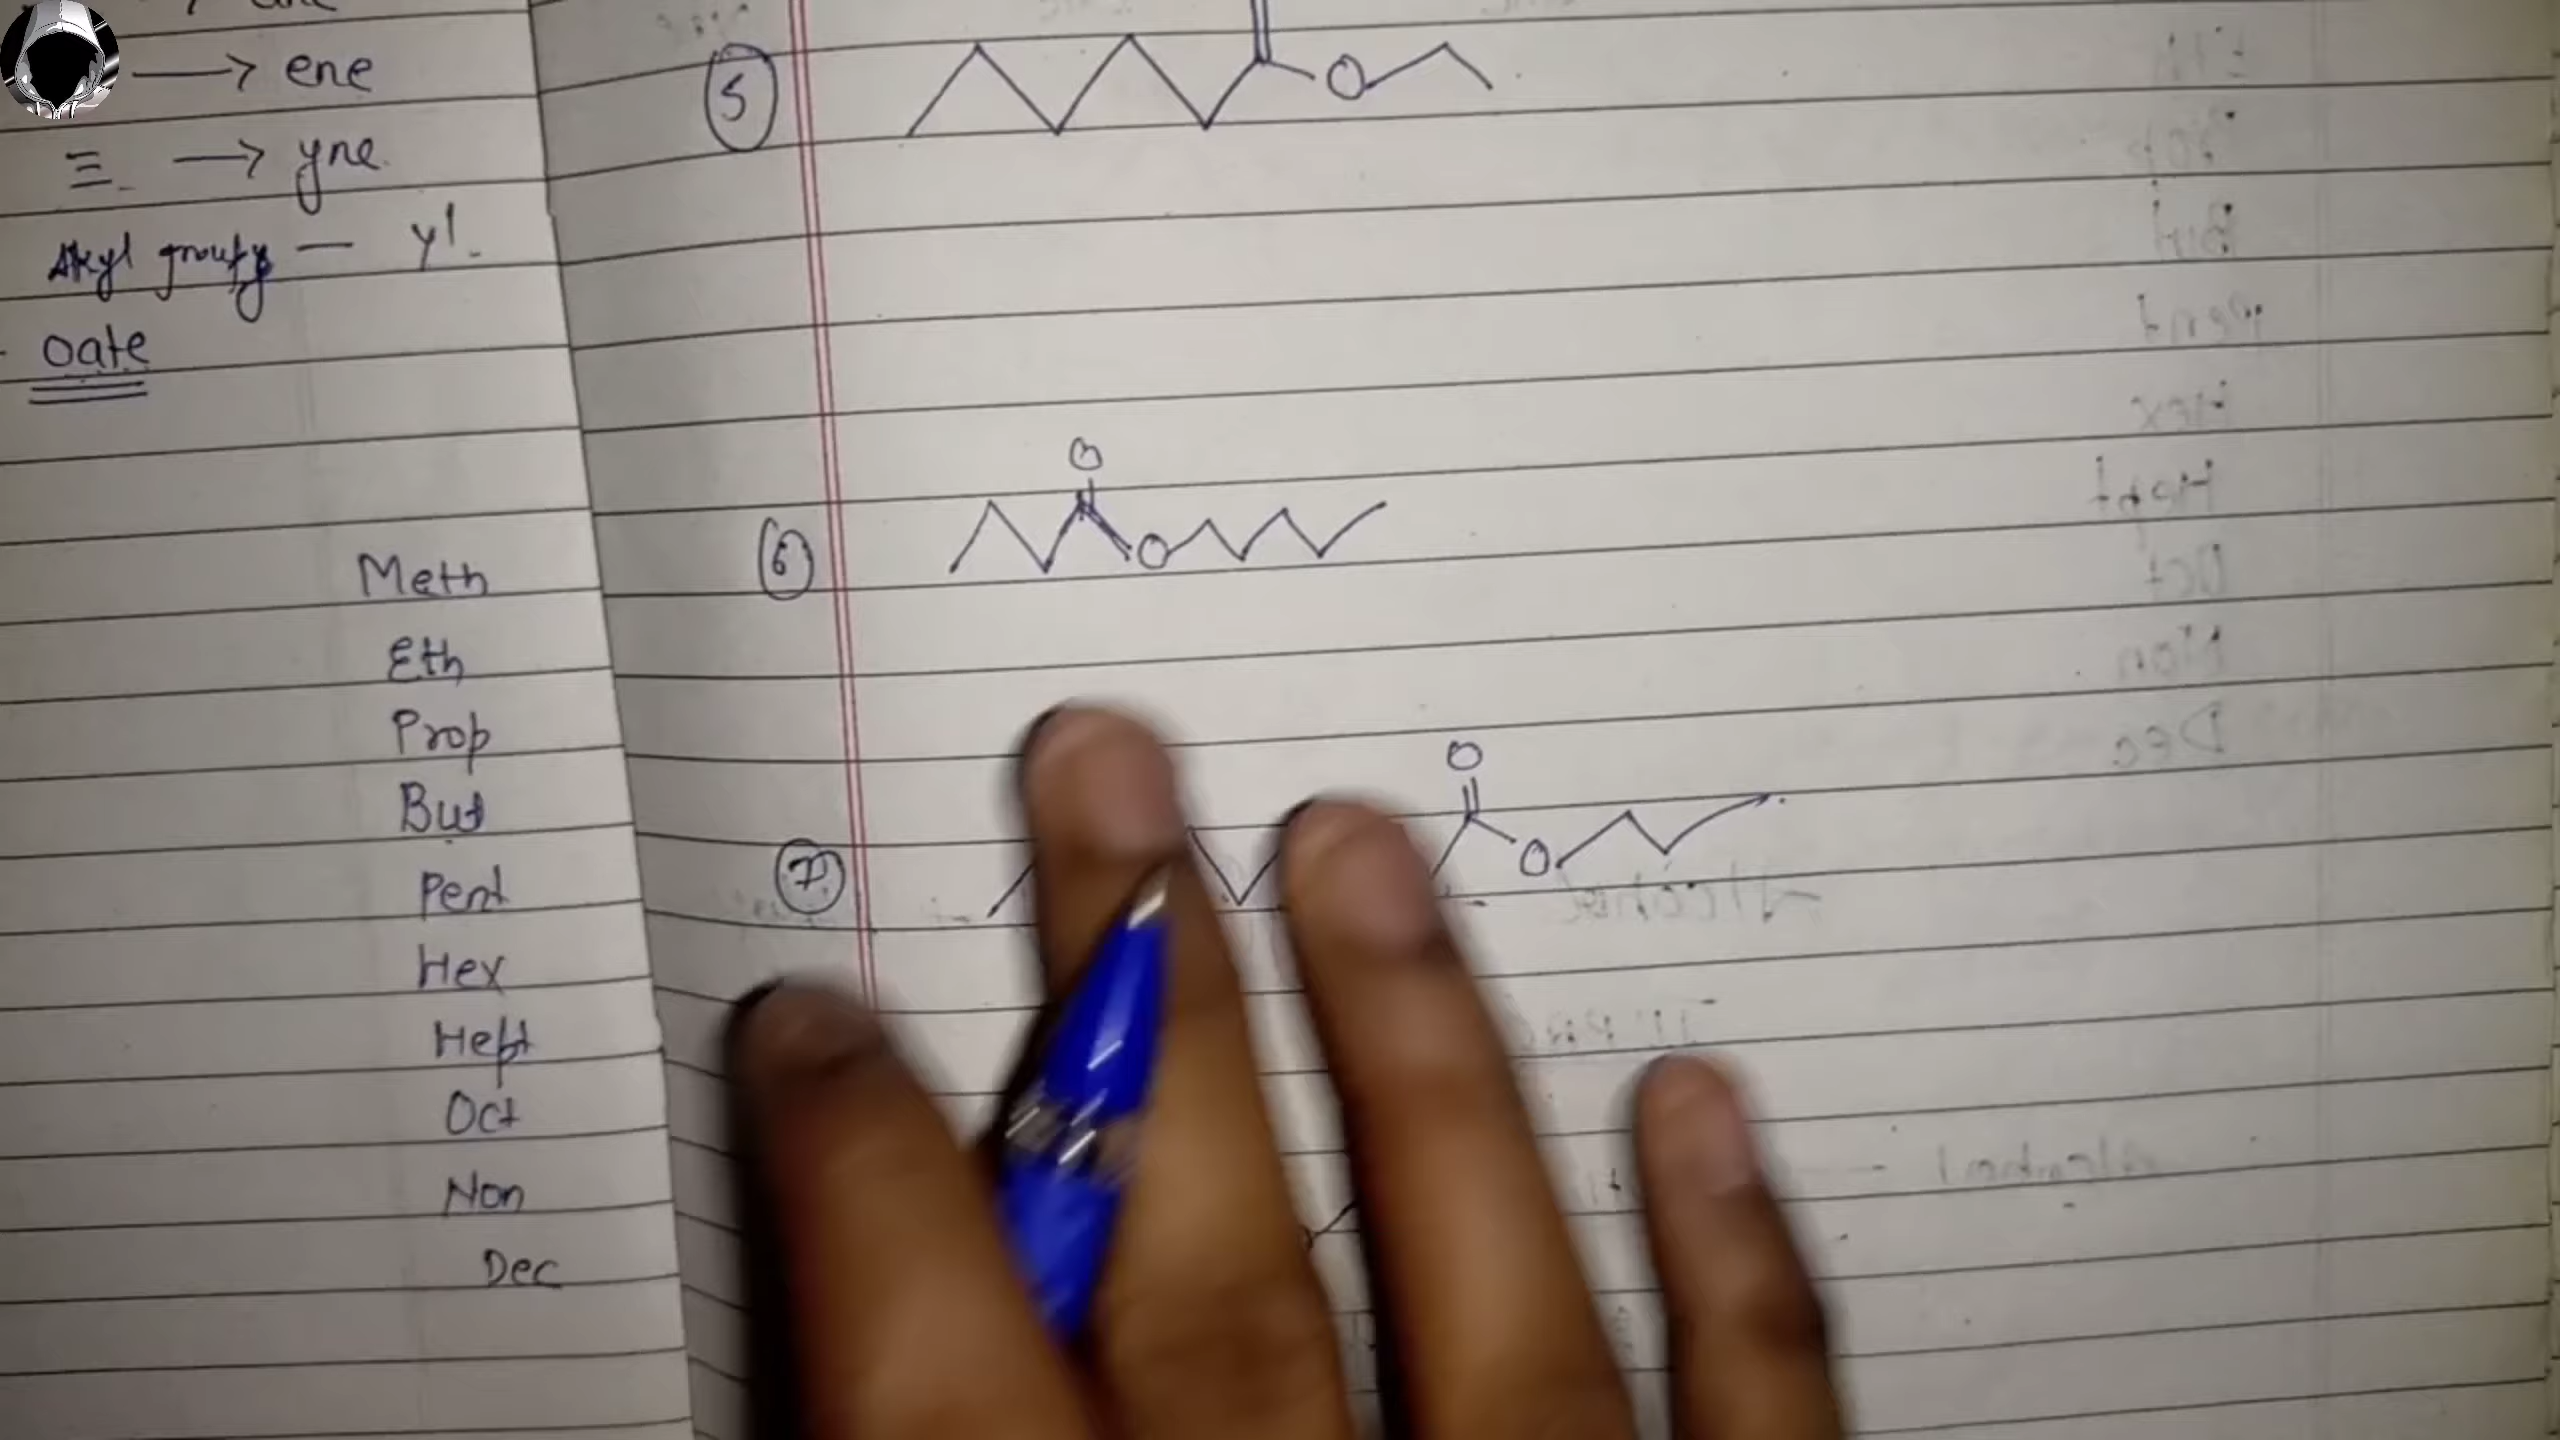 → ene
≡ → yne
Alkyl groups — yl
Oate
Meth
Eth
Prop
But
Pent
Hex
Hept
Oct
Non
Dec
5
O
6
O
O
7
O
O